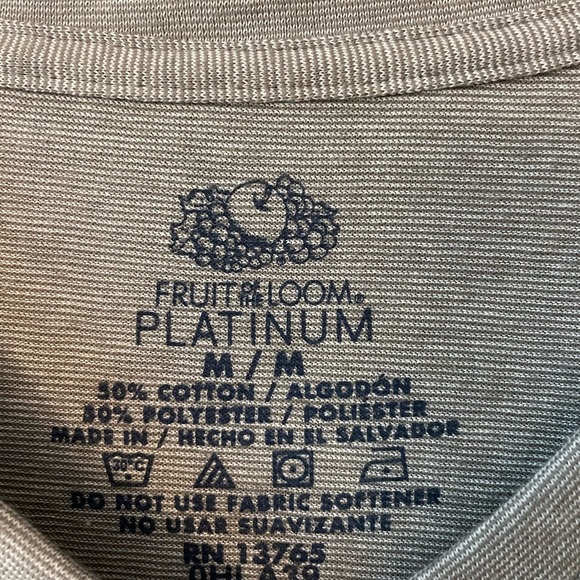 FRUIT OF THE LOOM®
PLATINUM
M / M
50% COTTON / ALGODÓN
50% POLYESTER / POLIÉSTER
MADE IN / HECHO EN EL SALVADOR
30°C
DO NOT USE FABRIC SOFTENER
NO USAR SUAVIZANTE
RN 13765